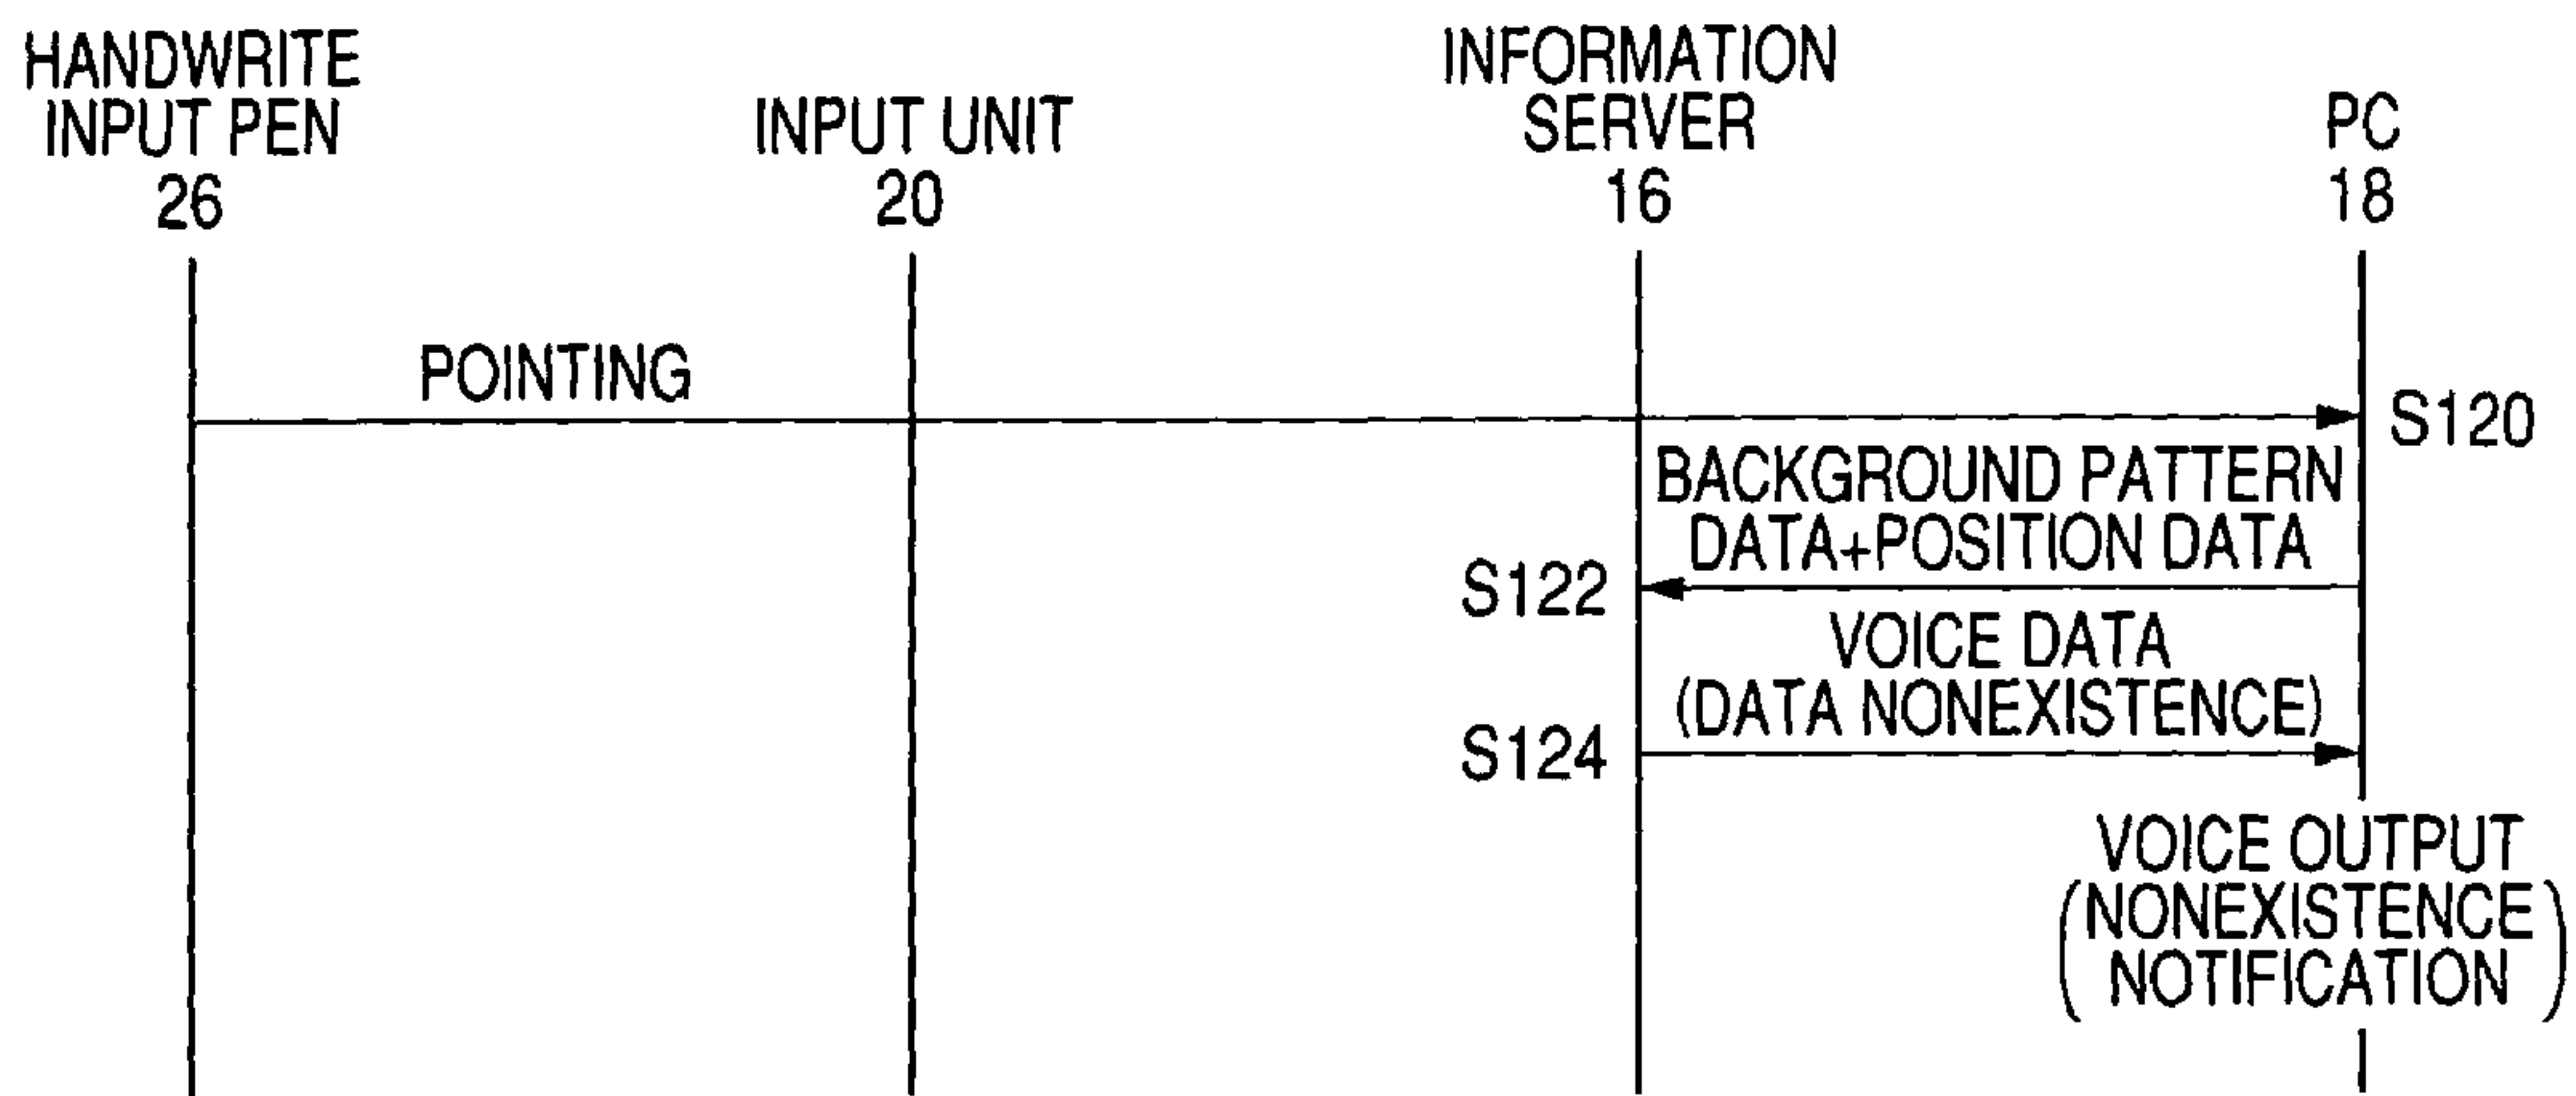 HANDWRITE
INPUT PEN
26
INPUT UNIT
20
INFORMATION
SERVER
16
PC
18
POINTING
S120
BACKGROUND PATTERN
DATA+POSITION DATA
S122
VOICE DATA
(DATA NONEXISTENCE)
S124
VOICE OUTPUT
(NONEXISTENCE
NOTIFICATION)